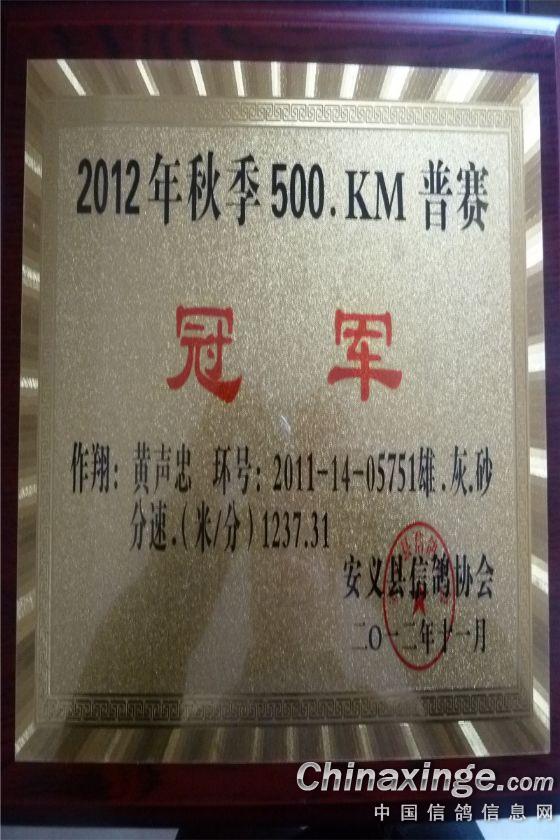 2012年秋季500.KM普赛
冠军
作翔:黄声忠 环号:2011-14-05751雄.灰.砂
分速.(米/分)1237.31
安义县信鸽协会
二〇一二年十一月
Chinaxinge.com
中国信鸽信息网